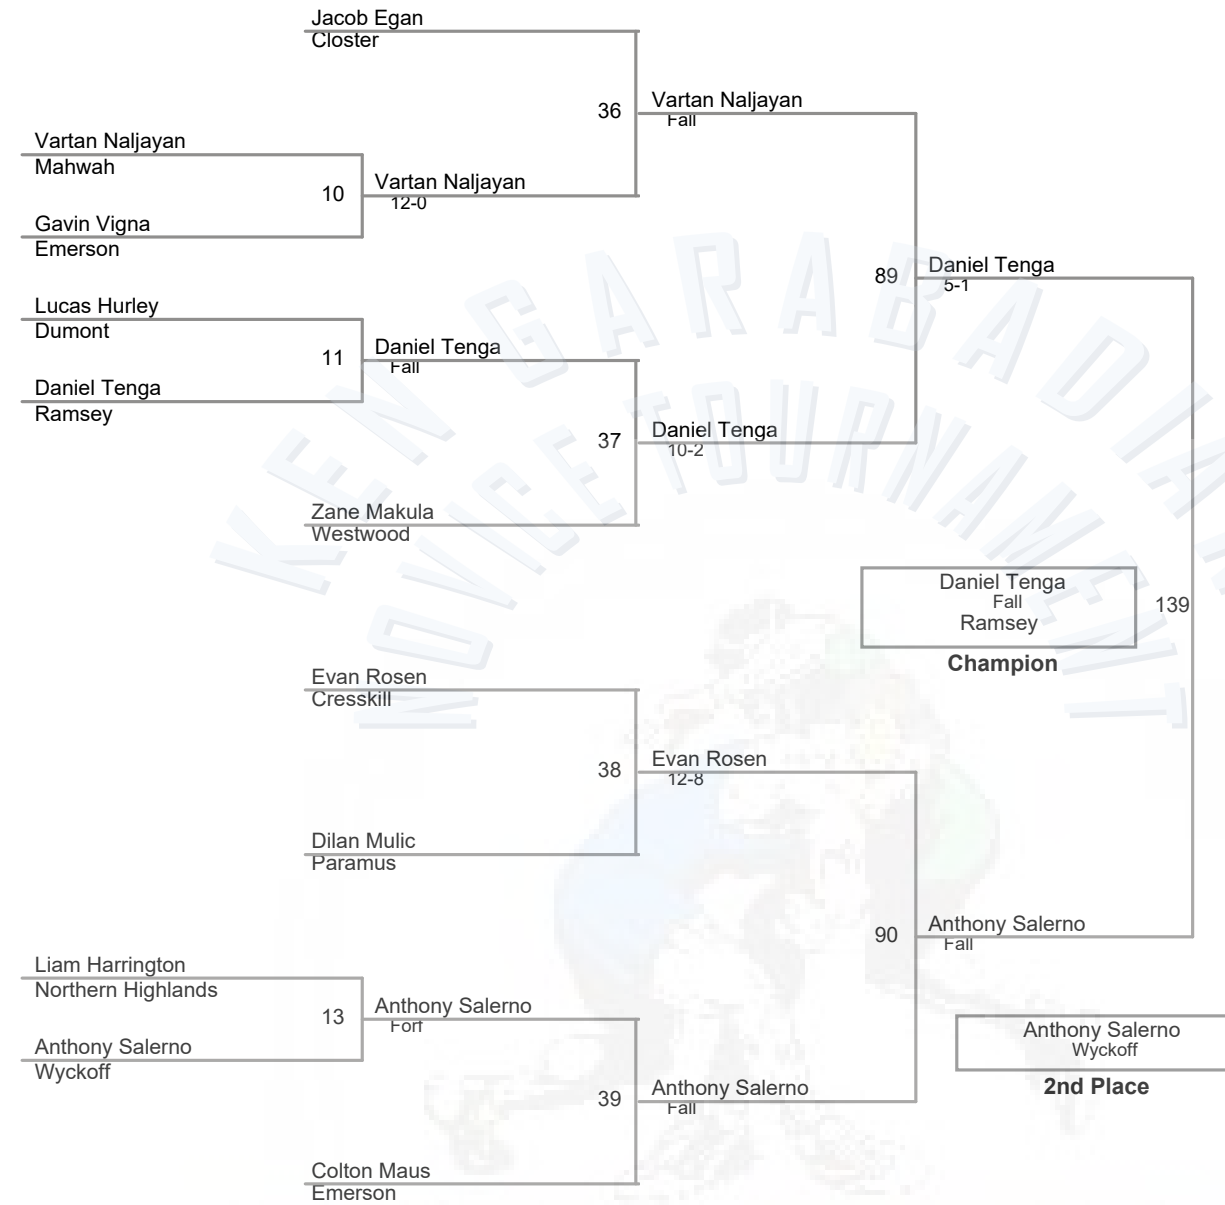 Jacob Egan
Closter
36
Vartan Naljayan
Fall
Vartan Naljayan
Mahwah
10
Vartan Naljayan
12-0
Gavin Vigna
Emerson
89
Daniel Tenga
5-1
Lucas Hurley
Dumont
11
Daniel Tenga
Fall
Daniel Tenga
Ramsey
37
Daniel Tenga
10-2
Zane Makula
Westwood
KEN GARABADIAN
NOVICE TOURNAMENT
Daniel Tenga
Fall
Ramsey
139
Champion
Evan Rosen
Cresskill
38
Evan Rosen
12-8
Dilan Mulic
Paramus
90
Anthony Salerno
Fall
Liam Harrington
Northern Highlands
13
Anthony Salerno
Forf
Anthony Salerno
Wyckoff
39
Anthony Salerno
Fall
Anthony Salerno
Wyckoff
2nd Place
Colton Maus
Emerson